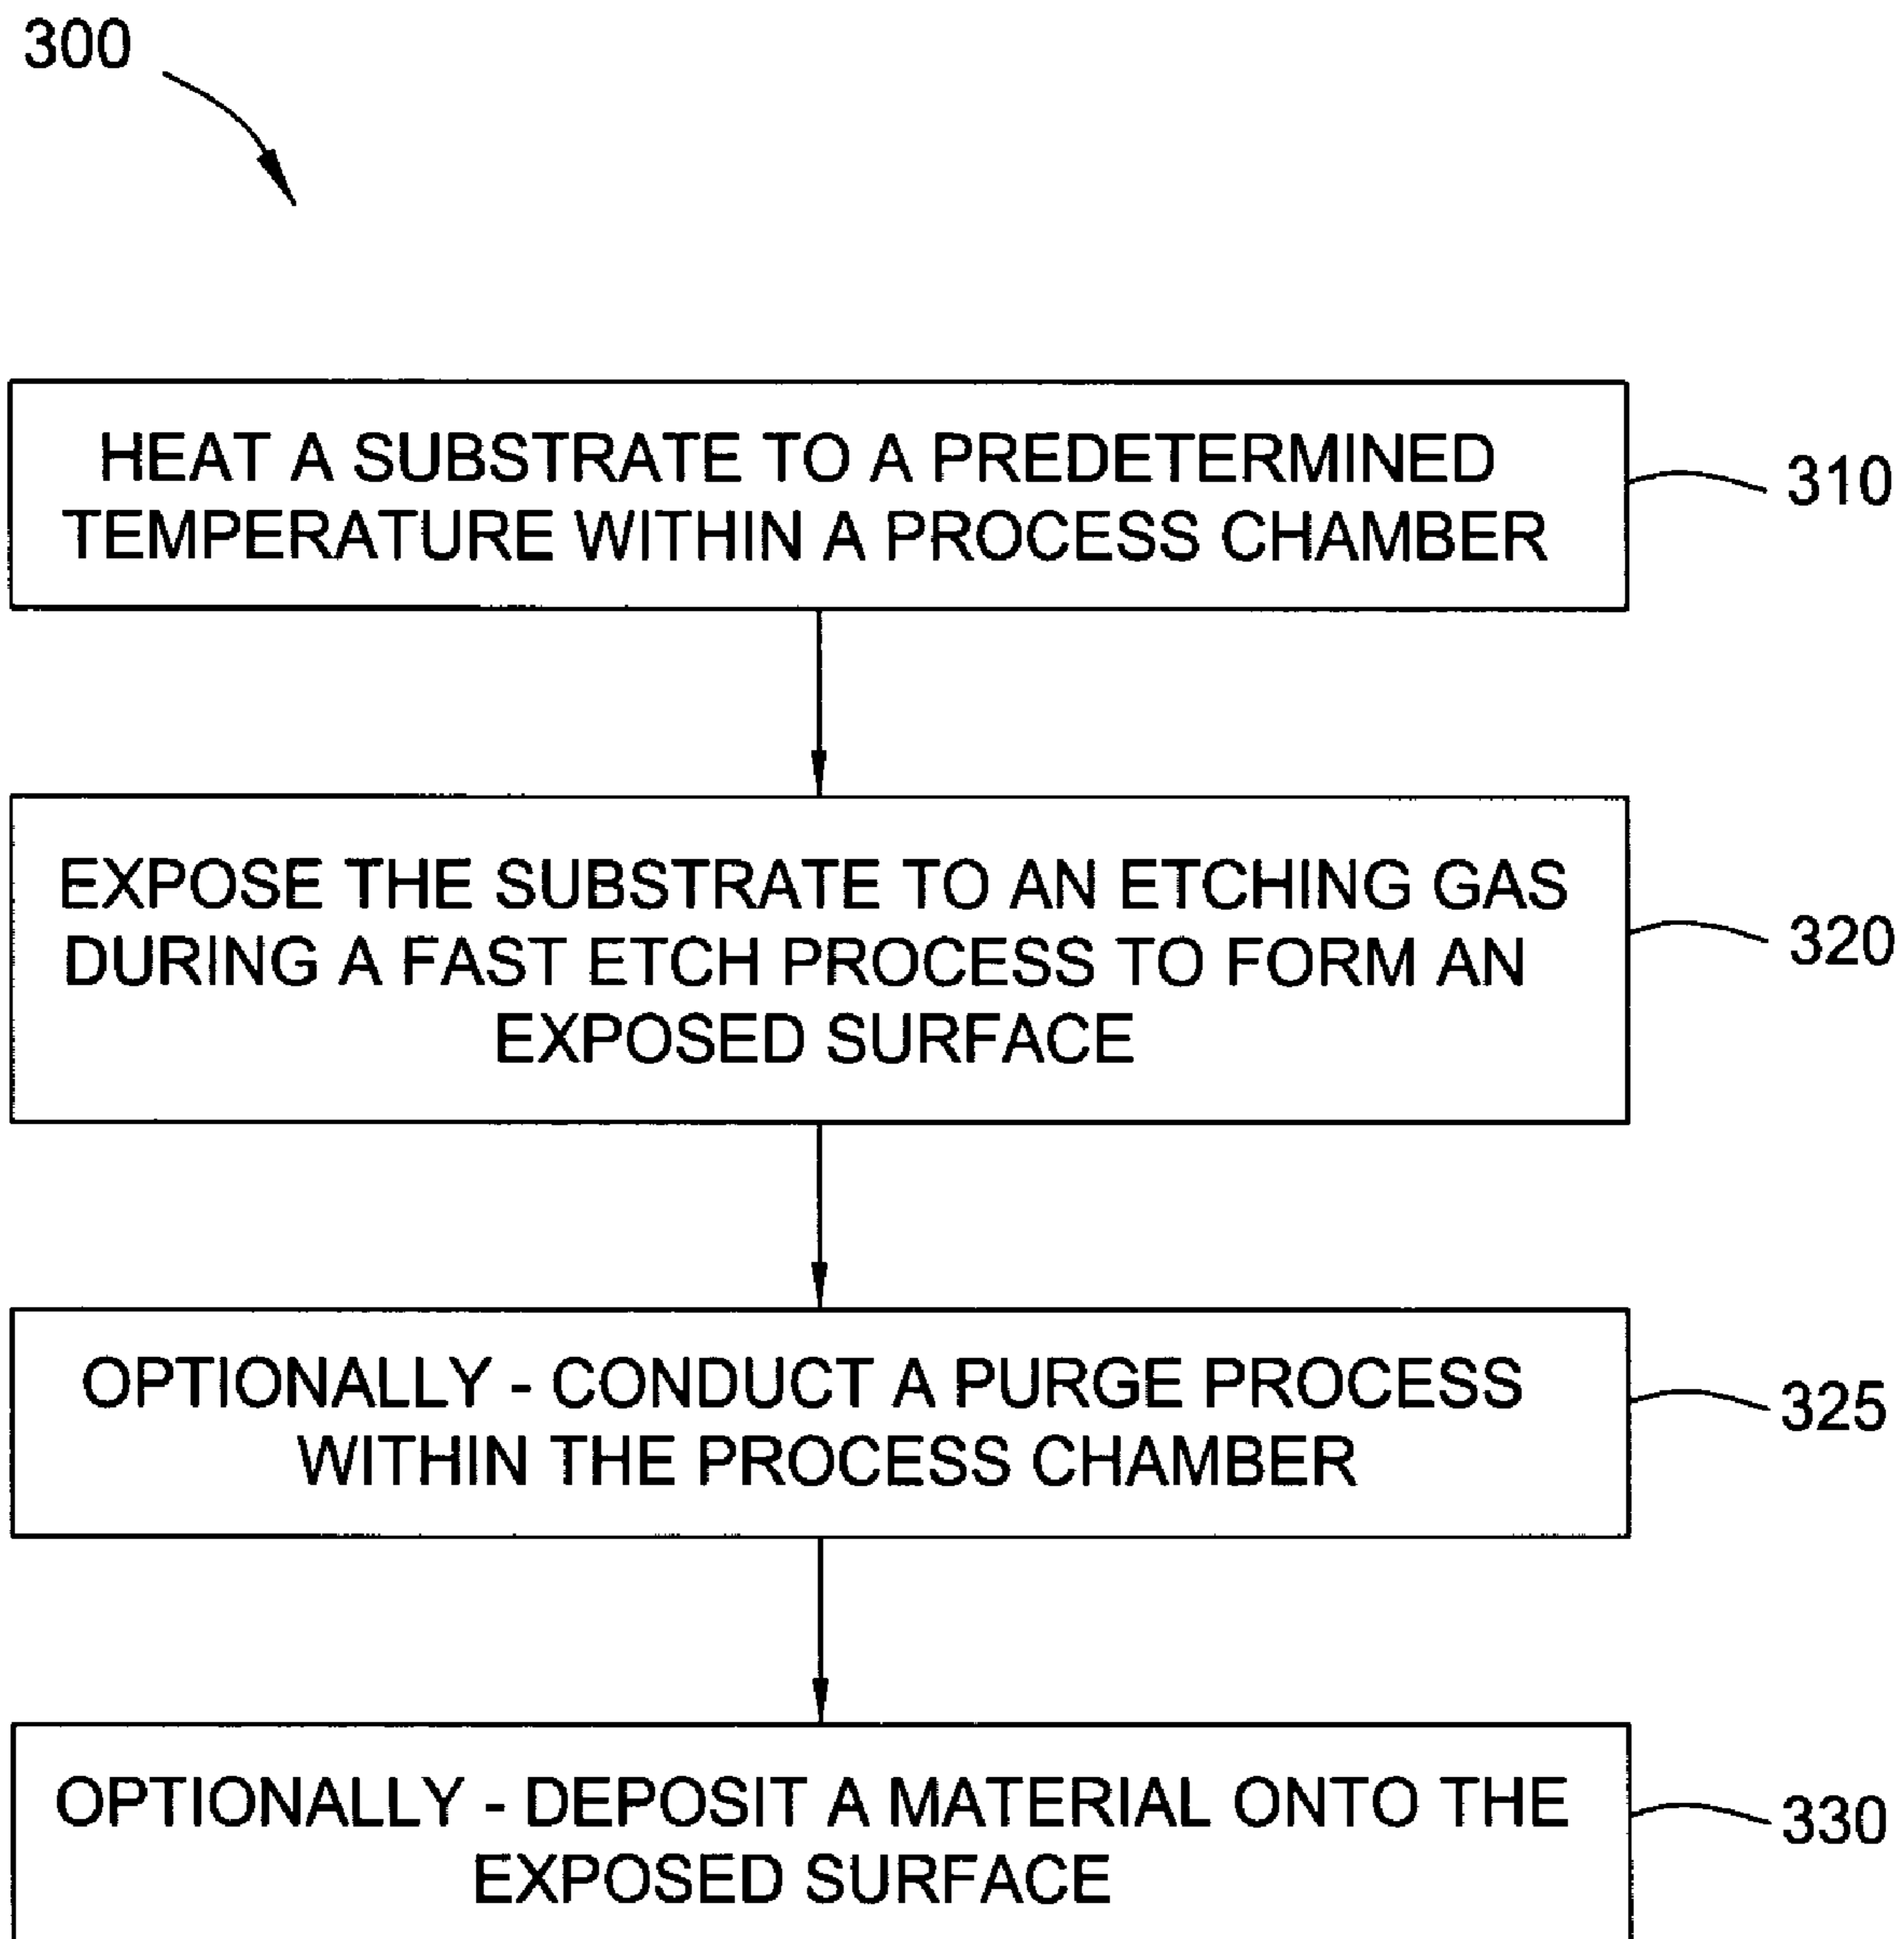 300
HEAT A SUBSTRATE TO A PREDETERMINED
TEMPERATURE WITHIN A PROCESS CHAMBER
310
EXPOSE THE SUBSTRATE TO AN ETCHING GAS
DURING A FAST ETCH PROCESS TO FORM AN
EXPOSED SURFACE
320
OPTIONALLY - CONDUCT A PURGE PROCESS
WITHIN THE PROCESS CHAMBER
325
OPTIONALLY - DEPOSIT A MATERIAL ONTO THE
EXPOSED SURFACE
330